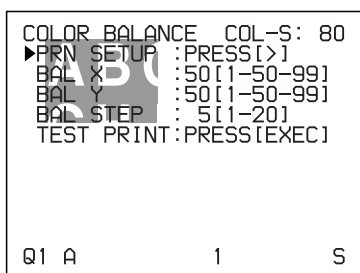 COLOR BALANCE COL-S: 80
▶PRN SETUP :PRESS[>]
BAL X :50[1-50-99]
BAL Y :50[1-50-99]
BAL STEP : 5[1-20]
TEST PRINT:PRESS[EXEC]
ABC
Q1 A 1 S